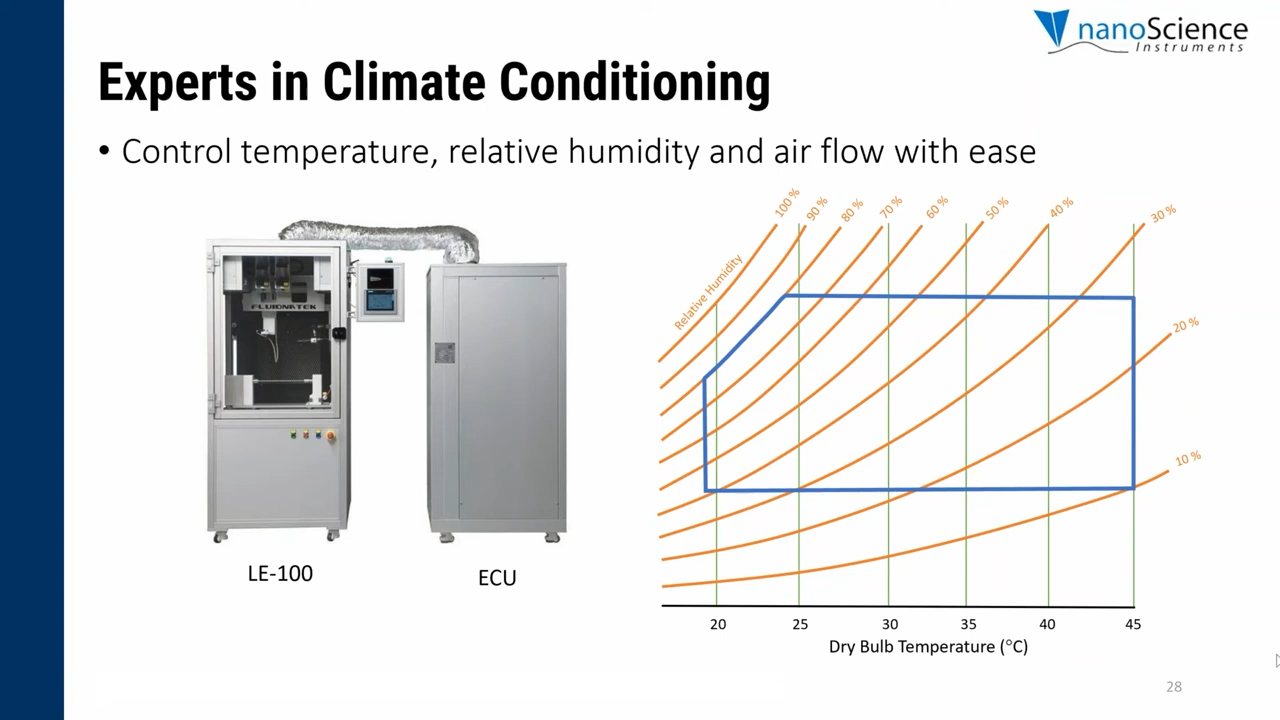 nanoScience
Instruments
Experts in Climate Conditioning
• Control temperature, relative humidity and air flow with ease
FLUIDNATEK
LE-100
ECU
Relative Humidity
100 %
90 %
80 %
70 %
60 %
50 %
40 %
30 %
20 %
10 %
20 25 30 35 40 45
Dry Bulb Temperature (°C)
28